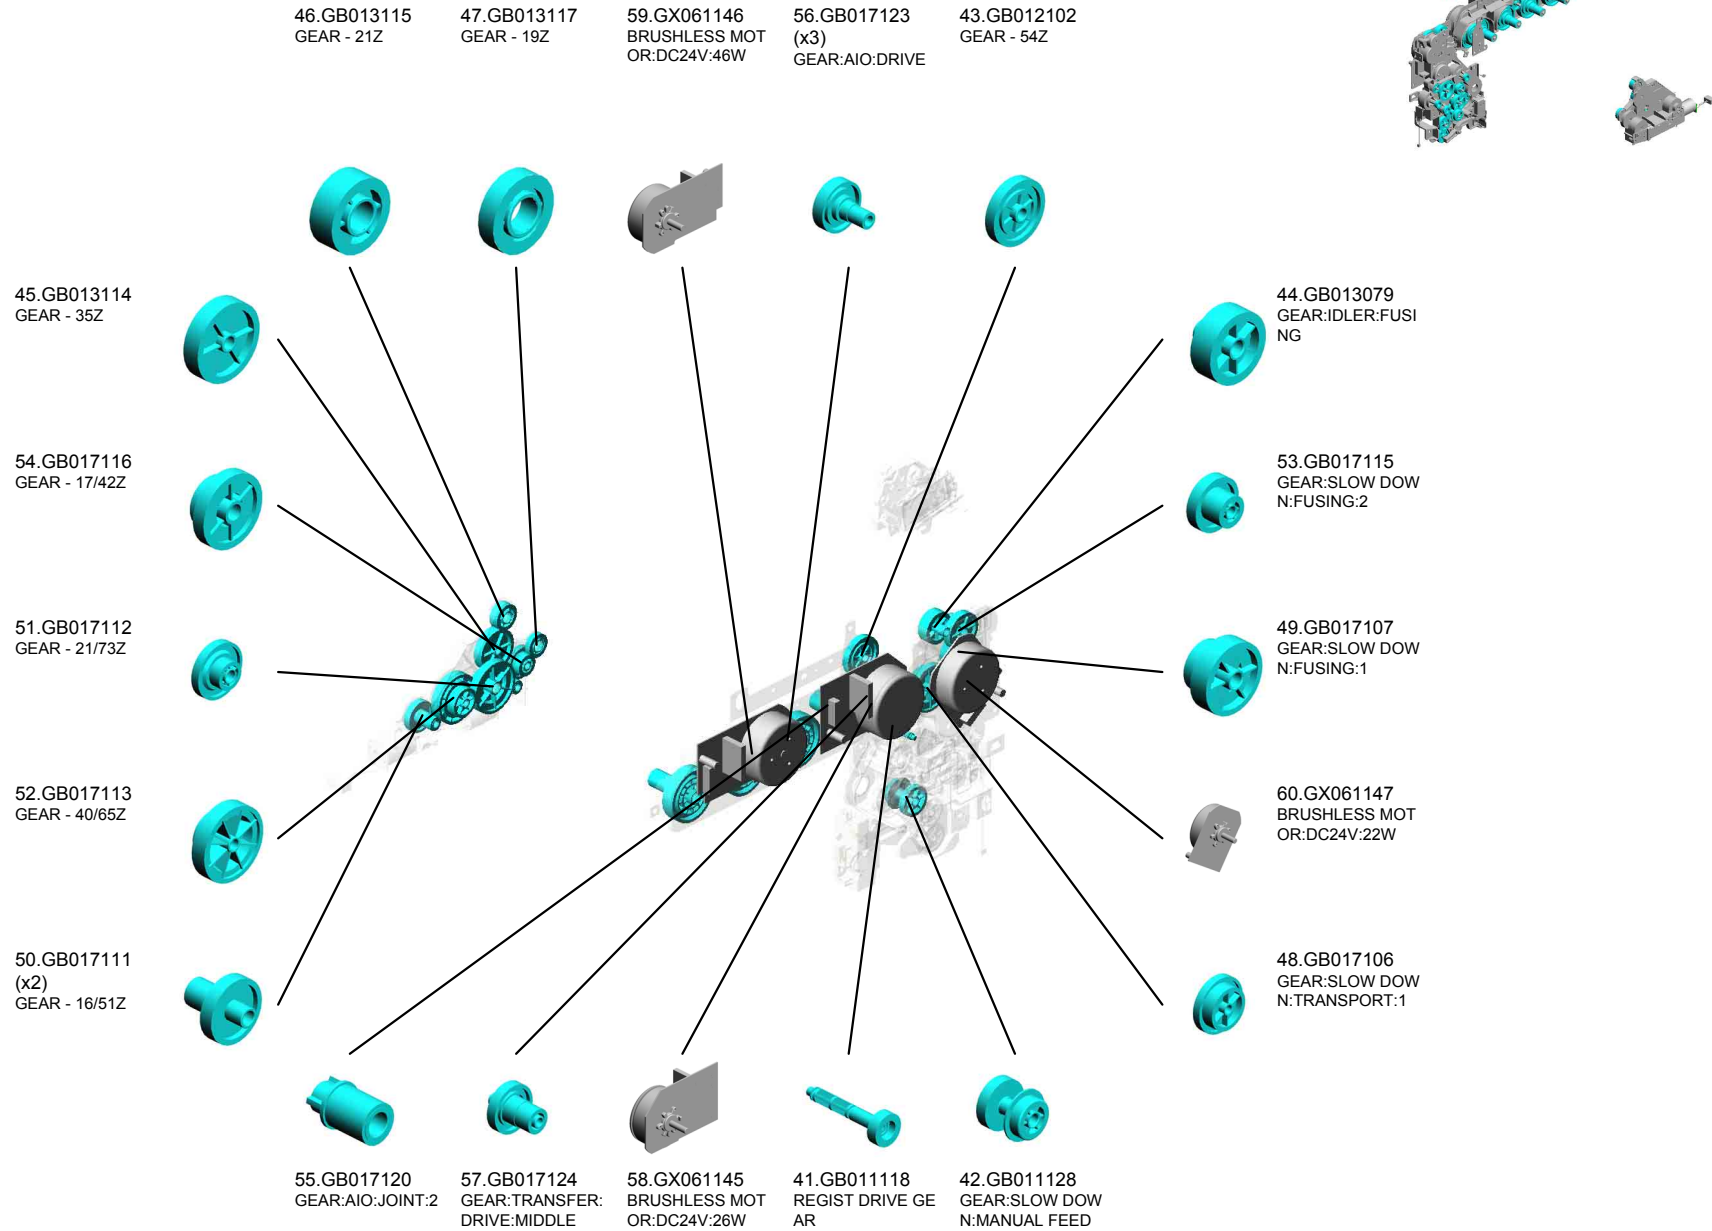 46.GB013115
GEAR - 21Z
47.GB013117
GEAR - 19Z
59.GX061146
BRUSHLESS MOT
OR:DC24V:46W
56.GB017123
(x3)
GEAR:AIO:DRIVE
43.GB012102
GEAR - 54Z
45.GB013114
GEAR - 35Z
44.GB013079
GEAR:IDLER:FUSI
NG
54.GB017116
GEAR - 17/42Z
53.GB017115
GEAR:SLOW DOW
N:FUSING:2
51.GB017112
GEAR - 21/73Z
49.GB017107
GEAR:SLOW DOW
N:FUSING:1
52.GB017113
GEAR - 40/65Z
60.GX061147
BRUSHLESS MOT
OR:DC24V:22W
50.GB017111
(x2)
GEAR - 16/51Z
48.GB017106
GEAR:SLOW DOW
N:TRANSPORT:1
55.GB017120
GEAR:AIO:JOINT:2
57.GB017124
GEAR:TRANSFER:
DRIVE:MIDDLE
58.GX061145
BRUSHLESS MOT
OR:DC24V:26W
41.GB011118
REGIST DRIVE GE
AR
42.GB011128
GEAR:SLOW DOW
N:MANUAL FEED